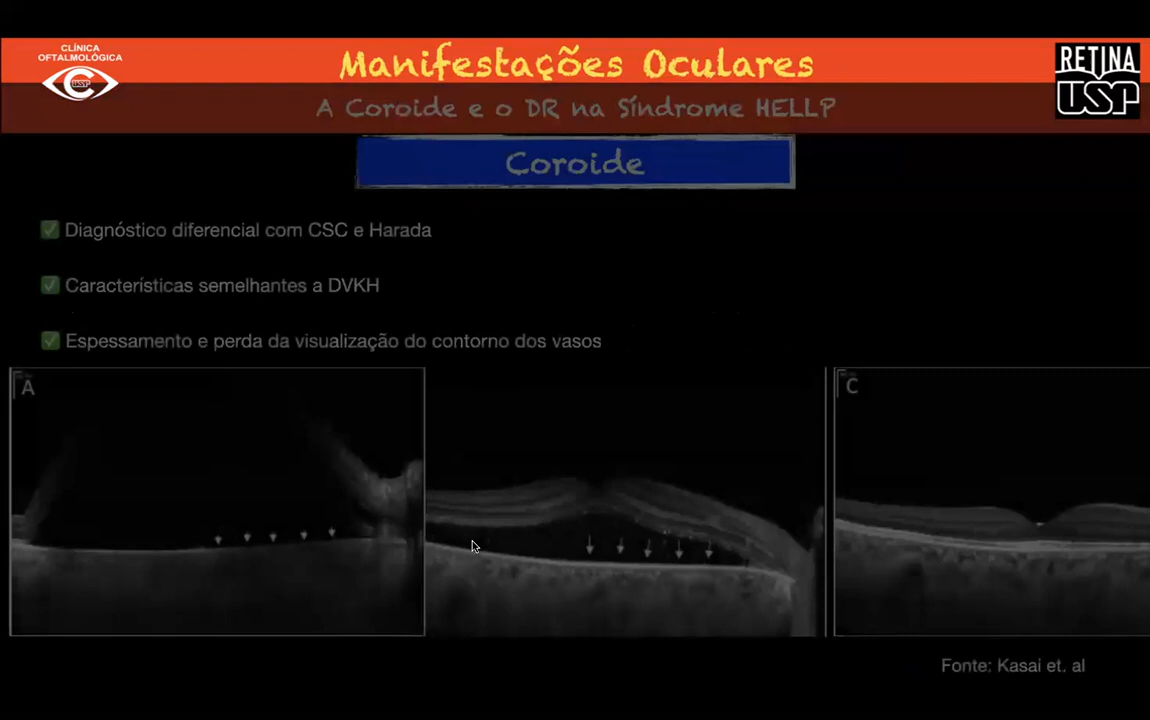 CLÍNICA
OFTALMOLÓGICA
USP
Manifestações Oculares
RETINA
USP
A Coroide e o DR na Síndrome HELLP
Coroide
Diagnóstico diferencial com CSC e Harada
Características semelhantes a DVKH
Espessamento e perda da visualização do contorno dos vasos
A
C
Fonte: Kasai et. al